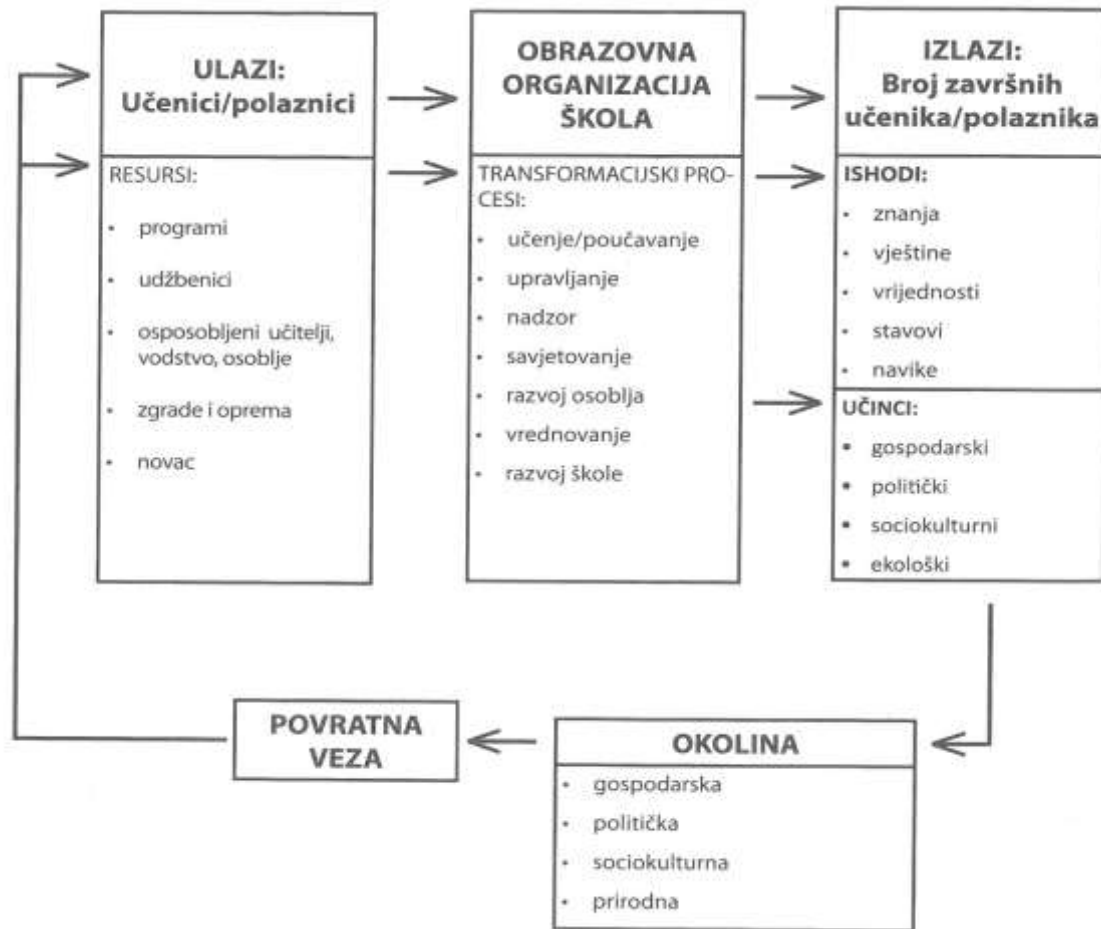 ULAZI:
Učenici/polaznici
RESURSI:
• programi
• udžbenici
• osposobljeni učitelji,
vodstvo, osoblje
• zgrade i oprema
• novac
OBRAZOVNA
ORGANIZACIJA
ŠKOLA
TRANSFORMACIJSKI PRO-
CESI:
• učenje/poučavanje
• upravljanje
• nadzor
• savjetovanje
• razvoj osoblja
• vrednovanje
• razvoj škole
IZLAZI:
Broj završnih
učenika/polaznika
ISHODI:
• znanja
• vještine
• vrijednosti
• stavovi
• navike
UČINCI:
• gospodarski
• politički
• sociokulturni
• ekološki
OKOLINA
• gospodarska
• politička
• sociokulturna
• prirodna
POVRATNA
VEZA